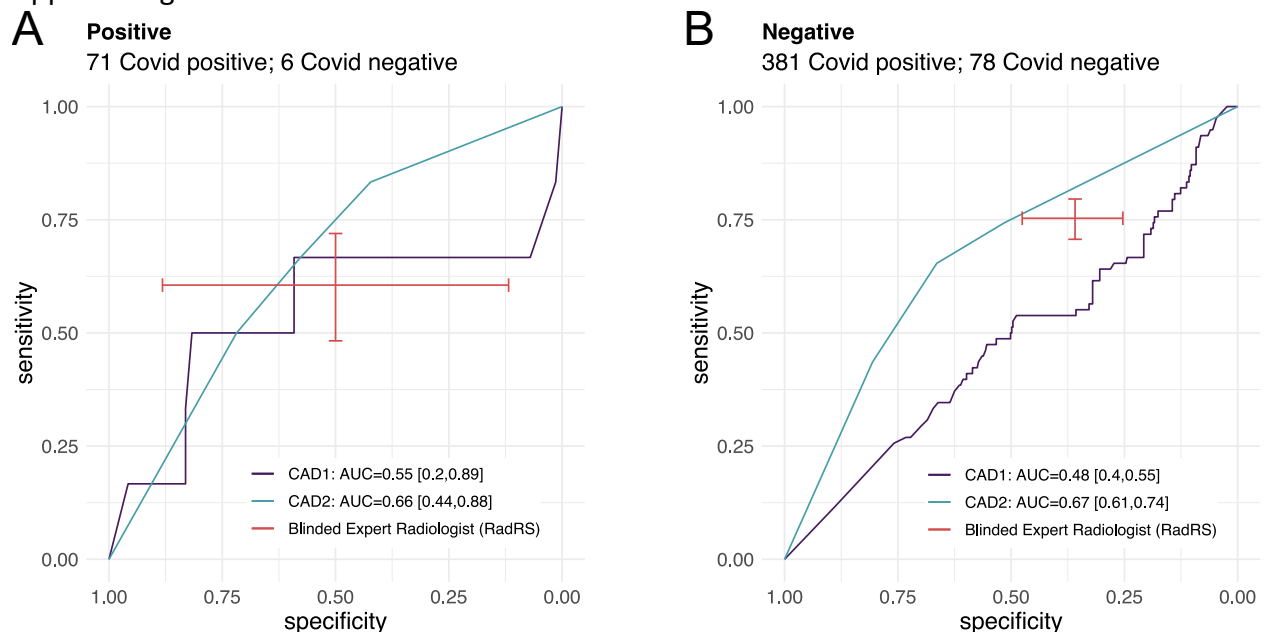 A
Positive
71 Covid positive; 6 Covid negative
1.00
0.75
0.50
0.25
0.00
sensitivity
CAD1: AUC=0.55 [0.2,0.89]
CAD2: AUC=0.66 [0.44,0.88]
Blinded Expert Radiologist (RadRS)
1.00 0.75 0.50 0.25 0.00
specificity
B
Negative
381 Covid positive; 78 Covid negative
1.00
0.75
0.50
0.25
0.00
sensitivity
CAD1: AUC=0.48 [0.4,0.55]
CAD2: AUC=0.67 [0.61,0.74]
Blinded Expert Radiologist (RadRS)
1.00 0.75 0.50 0.25 0.00
specificity